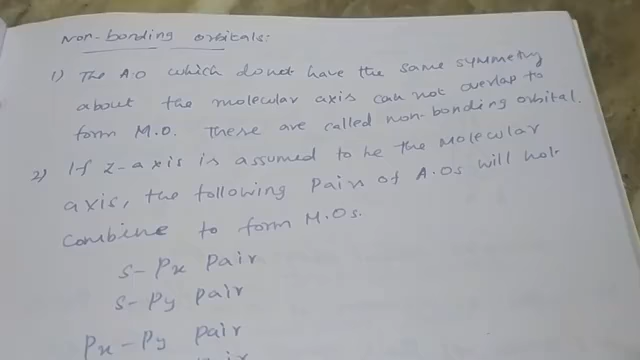 Non-bonding orbitals:
1) The A.O which donot have the same symmetry
about the molecular axis can not overlap to
form M.O. These are called non-bonding orbital.
2) If z-axis is assumed to be the molecular
axis, the following pairs of A.Os will not
combine to form M.Os.
s-Px pair
s-Py pair
Px-Py pair